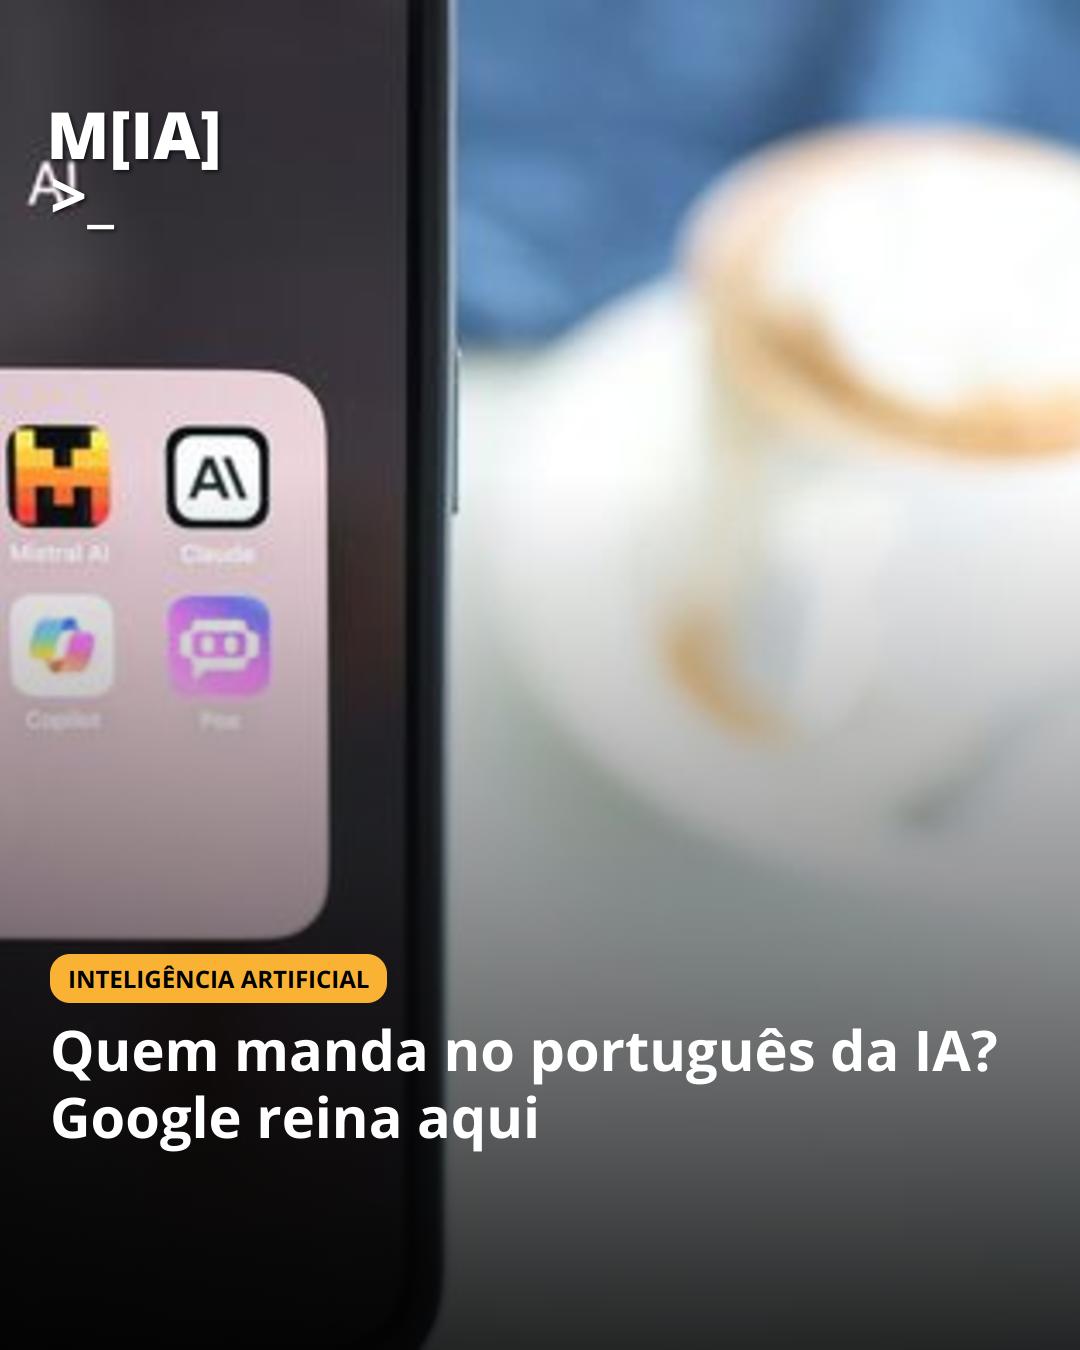 M[IA]
AI
>_
Mistral AI
Claude
Copilot
Poe
INTELIGÊNCIA ARTIFICIAL
Quem manda no português da IA?
Google reina aqui